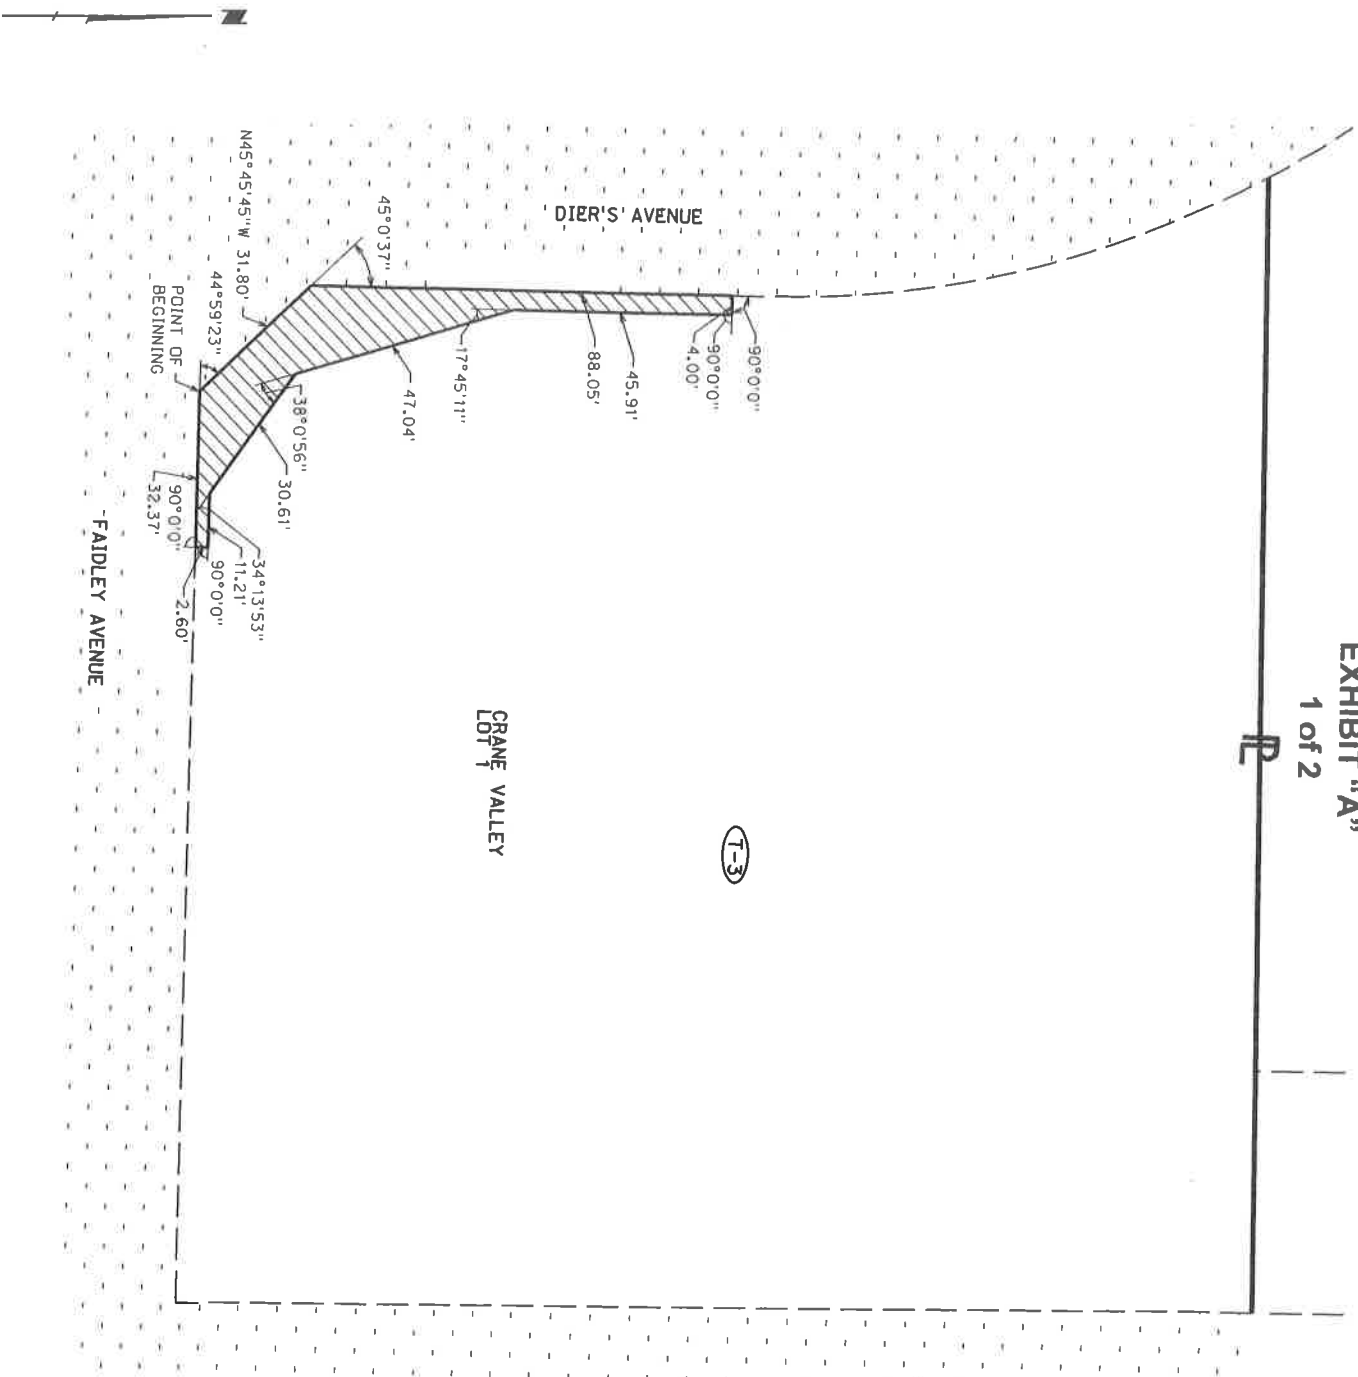 EXHIBIT "A"
1 of 2
PL
DIER'S AVENUE
N45°45'45"W 31.80'
45°0'37"
44°59'23"
POINT OF
BEGINNING
90°0'0"
90°0'0"
4.00'
45.91'
88.05'
17°45'11"
47.04'
38°0'56"
30.61'
34°13'53"
11.21'
90°0'0"
90°0'0"
32.37'
2.60'
FAIDLEY AVENUE
CRANE VALLEY
LOT 1
T-3